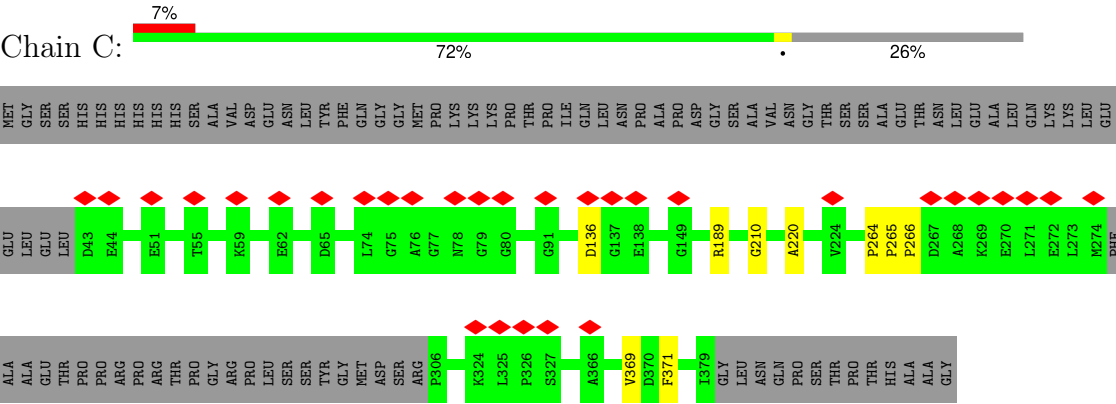 7%
Chain C:
72% • 26%
MET GLY SER SER HIS HIS HIS HIS HIS HIS SER ALA VAL ASP GLU ASN LEU TYR PHE GLN GLY GLY MET PRO LYS LYS LYS PRO THR PRO ILE GLN LEU ASN PRO ALA PRO ASP GLY SER ALA VAL ASN GLY THR SER SER ALA GLU THR ASN LEU GLU ALA LEU GLN LYS LYS LEU GLU
GLU LEU GLU LEU D43 E44 E51 T55 K59 E62 D65 L74 G75 A76 G77 N78 G79 G80 G91 D136 G137 E138 G149 R189 G210 A220 V224 P264 P265 P266 D267 A268 K269 E270 L271 E272 L273 M274 PHE
ALA ALA GLU THR PRO PRO ARG PRO ARG THR PRO GLY ARG PRO LEU SER SER TYR GLY MET ASP SER ARG P306 K324 L325 P326 S327 A366 V369 D370 F371 I379 GLY LEU ASN GLN PRO SER THR PRO THR HIS ALA ALA GLY